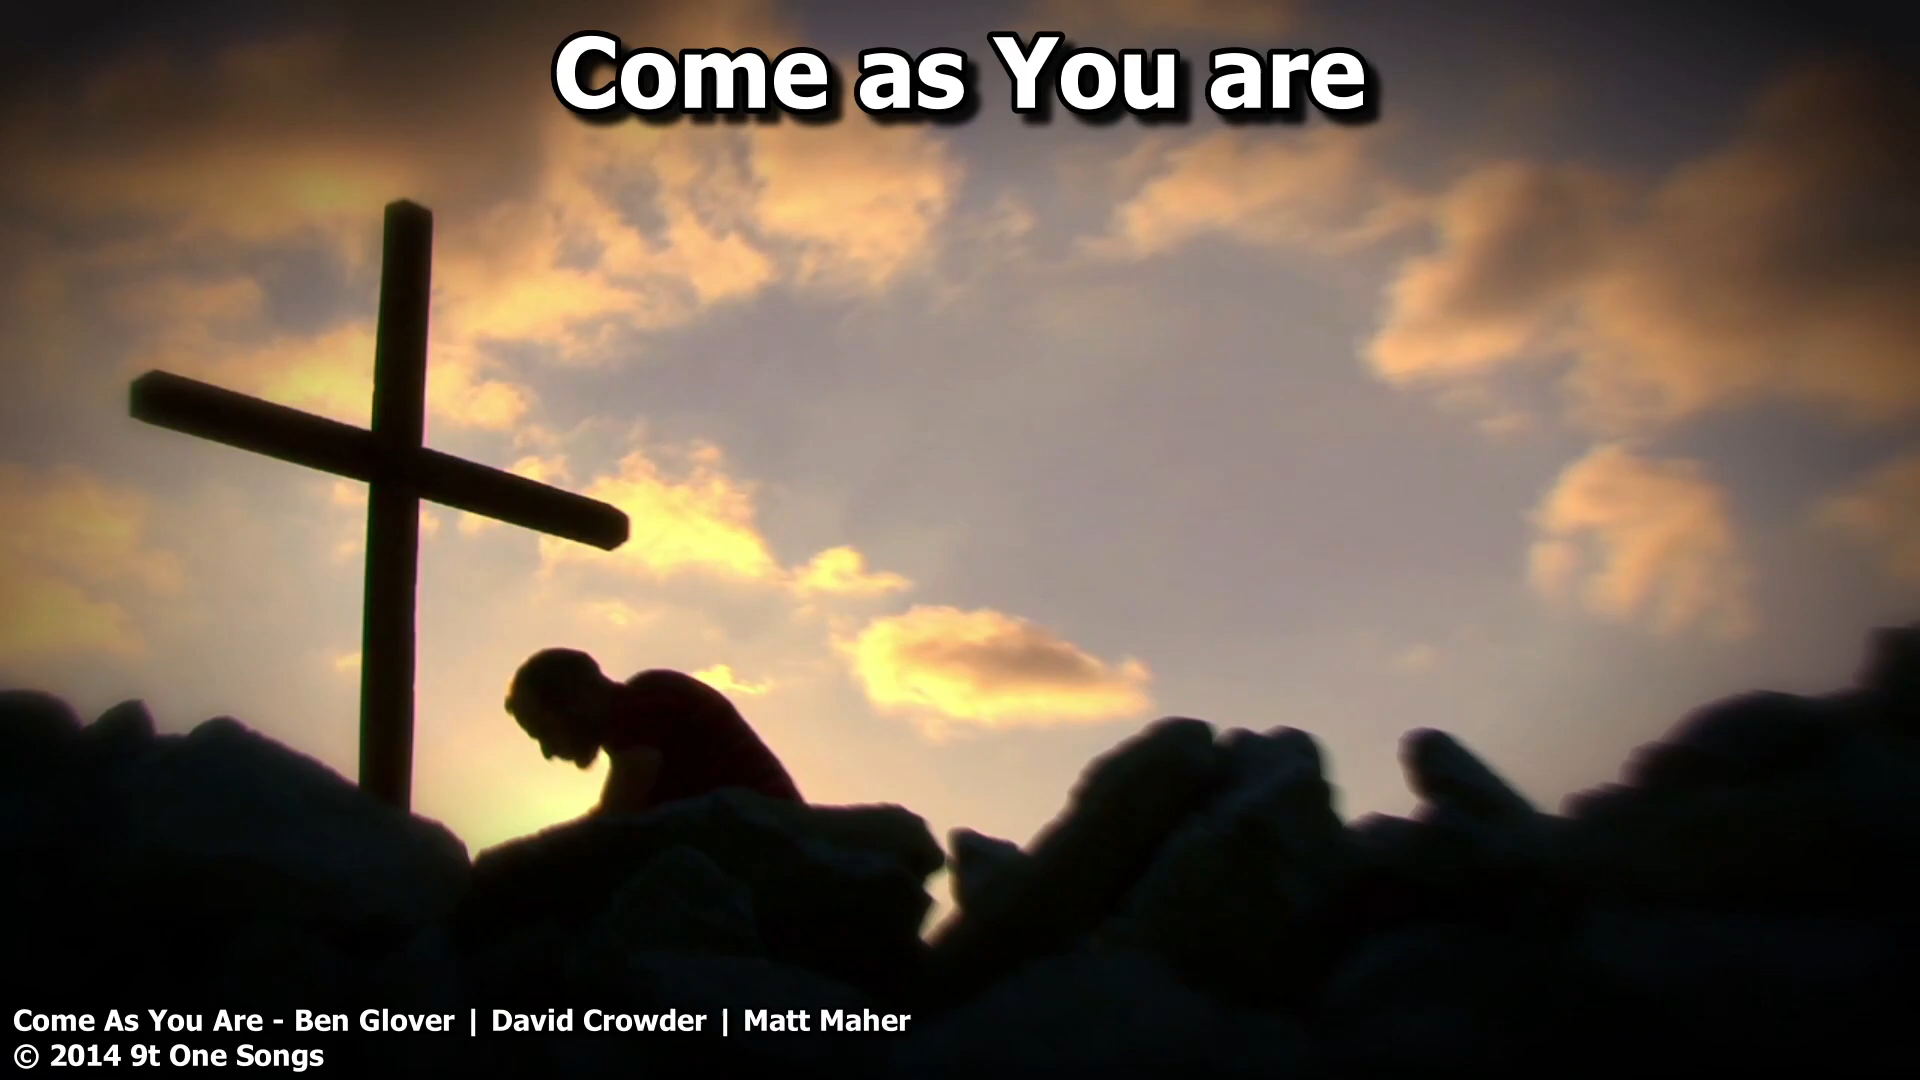 Come as You are
Come As You Are - Ben Glover | David Crowder | Matt Maher
© 2014 9t One Songs